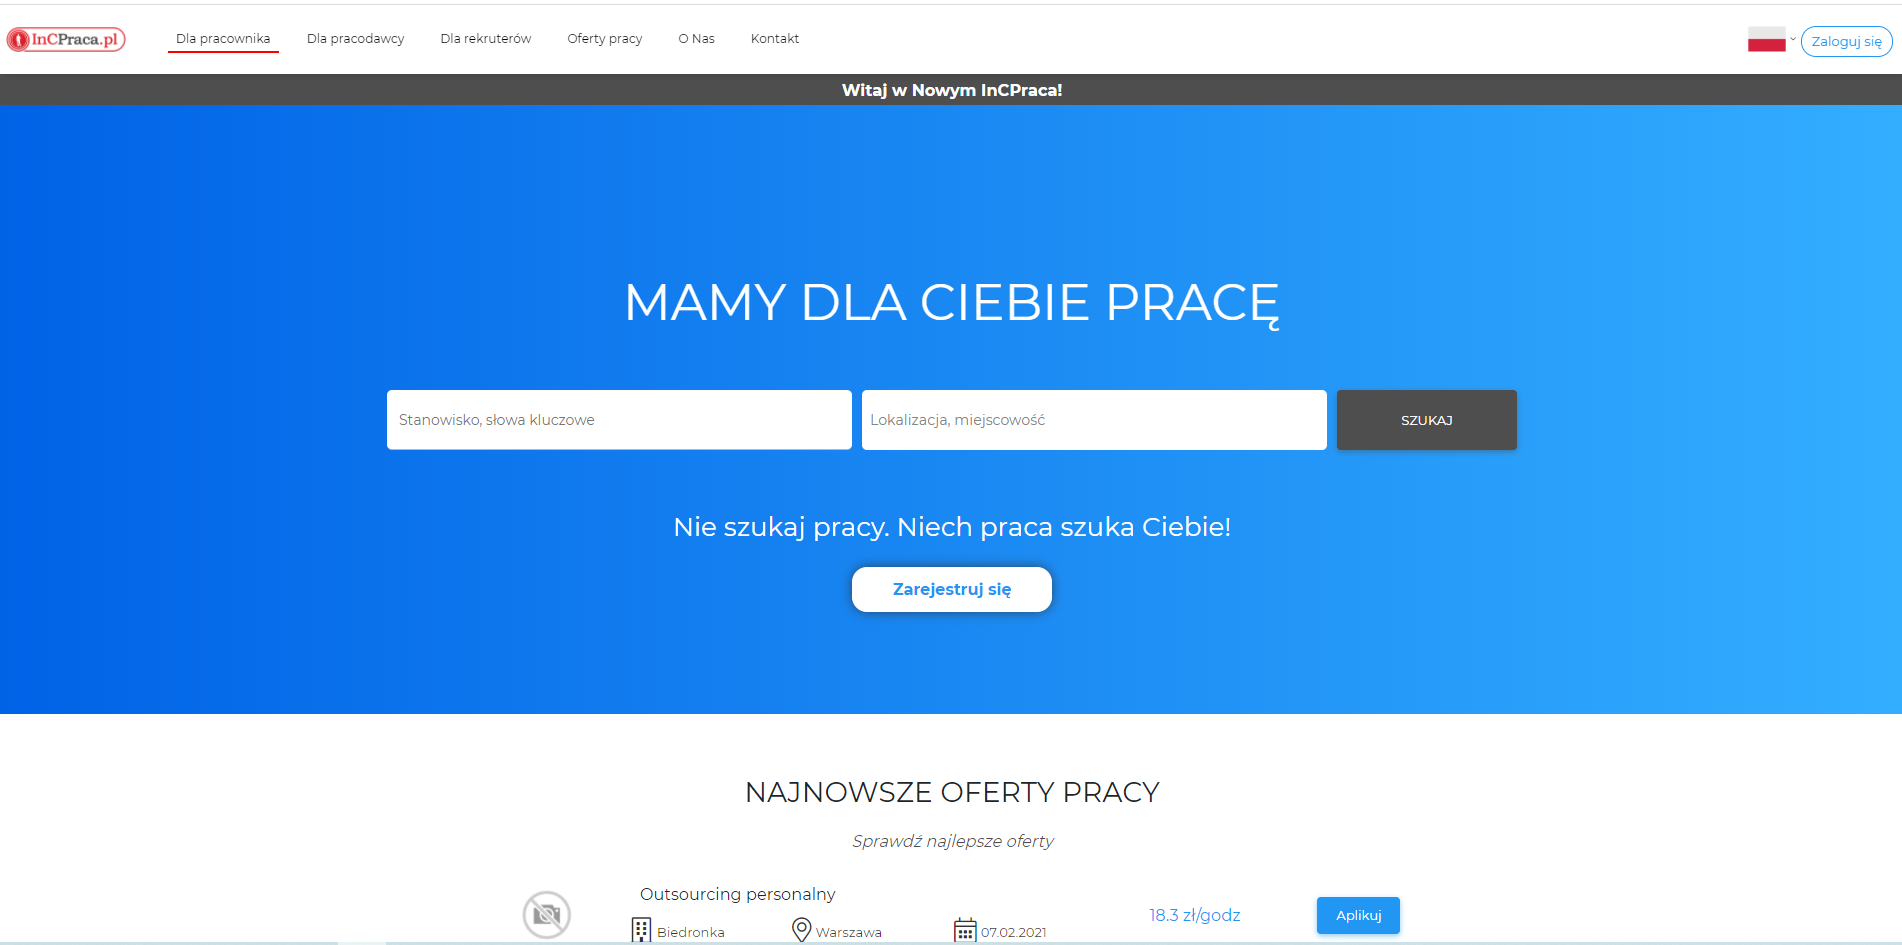 InCPraca.pl
Dla pracownika
Dla pracodawcy
Dla rekruterów
Oferty pracy
O Nas
Kontakt
Zaloguj się
Witaj w Nowym InCPraca!
MAMY DLA CIEBIE PRACĘ
Stanowisko, słowa kluczowe
Lokalizacja, miejscowość
SZUKAJ
Nie szukaj pracy. Niech praca szuka Ciebie!
Zarejestruj się
NAJNOWSZE OFERTY PRACY
Sprawdź najlepsze oferty
Outsourcing personalny
Biedronka
Warszawa
07.02.2021
18.3 zł/godz
Aplikuj